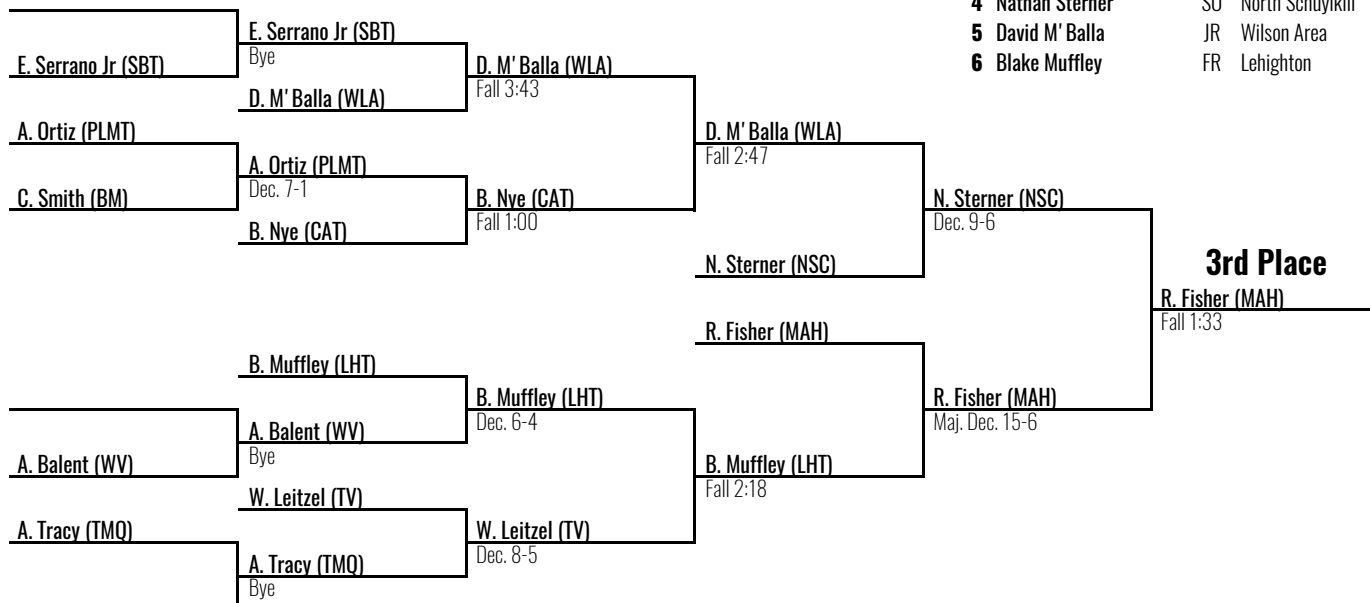 4 Nathan Sterner SO North Schuylkill
E. Serrano Jr (SBT)
Bye
5 David M'Balla JR Wilson Area
E. Serrano Jr (SBT)
D. M'Balla (WLA)
6 Blake Muffley FR Lehighton
Fall 3:43
D. M'Balla (WLA)
A. Ortiz (PLMT)
D. M'Balla (WLA)
Fall 2:47
A. Ortiz (PLMT)
Dec. 7-1
C. Smith (BM)
B. Nye (CAT)
Fall 1:00
N. Sterner (NSC)
Dec. 9-6
B. Nye (CAT)
N. Sterner (NSC)
3rd Place
R. Fisher (MAH)
Fall 1:33
R. Fisher (MAH)
B. Muffley (LHT)
B. Muffley (LHT)
Dec. 6-4
R. Fisher (MAH)
Maj. Dec. 15-6
A. Balent (WV)
Bye
A. Balent (WV)
B. Muffley (LHT)
Fall 2:18
W. Leitzel (TV)
A. Tracy (TMQ)
W. Leitzel (TV)
Dec. 8-5
A. Tracy (TMQ)
Bye